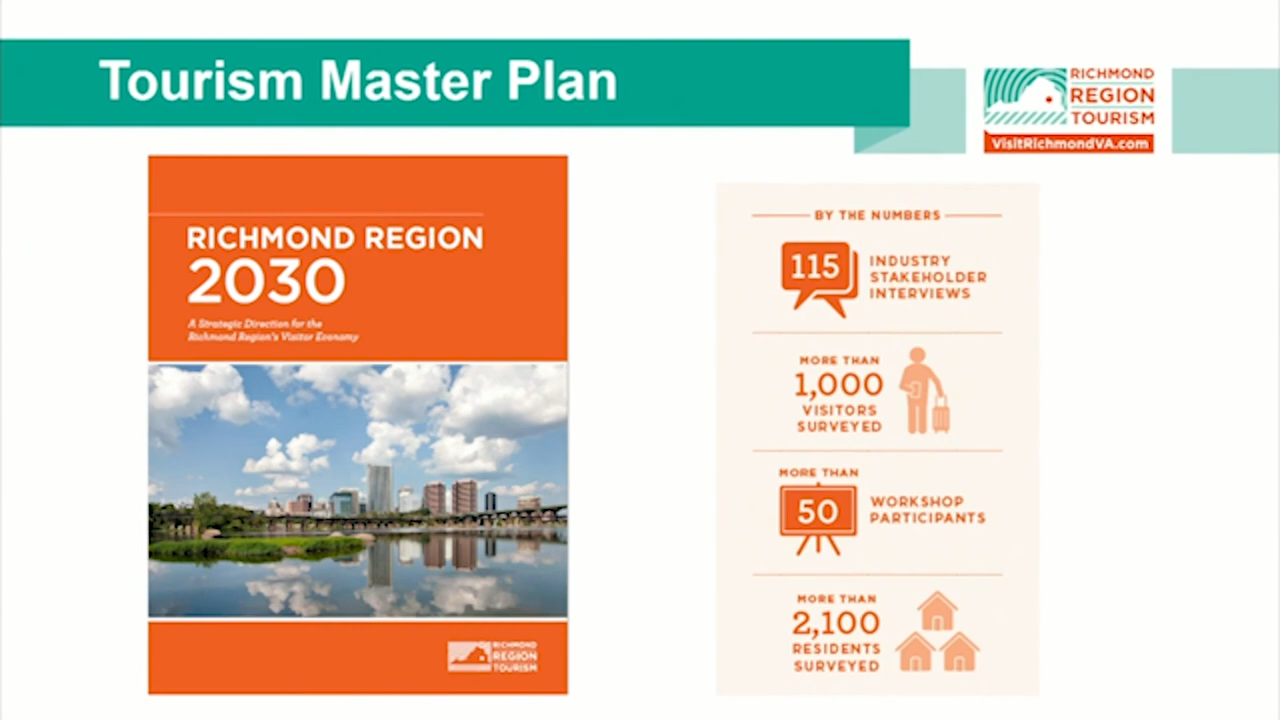 Tourism Master Plan
RICHMOND
REGION
TOURISM
VisitRichmondVA.com
RICHMOND REGION
2030
A Strategic Direction for the
Richmond Region's Visitor Economy
RICHMOND
REGION
TOURISM
BY THE NUMBERS
115
INDUSTRY
STAKEHOLDER
INTERVIEWS
MORE THAN
1,000
VISITORS
SURVEYED
MORE THAN
50
WORKSHOP
PARTICIPANTS
MORE THAN
2,100
RESIDENTS
SURVEYED